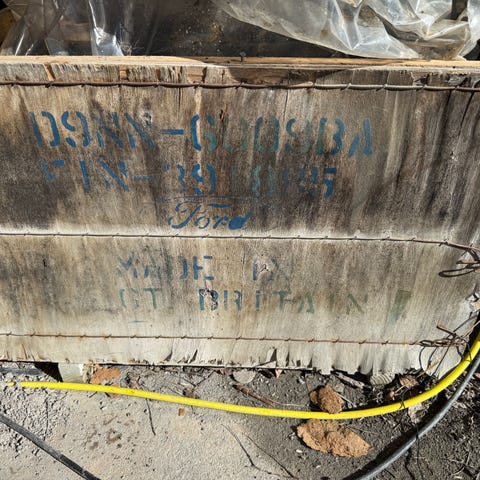 D9NN-6009BA
FIN-
Ford
MADE IN
GT. BRITAIN